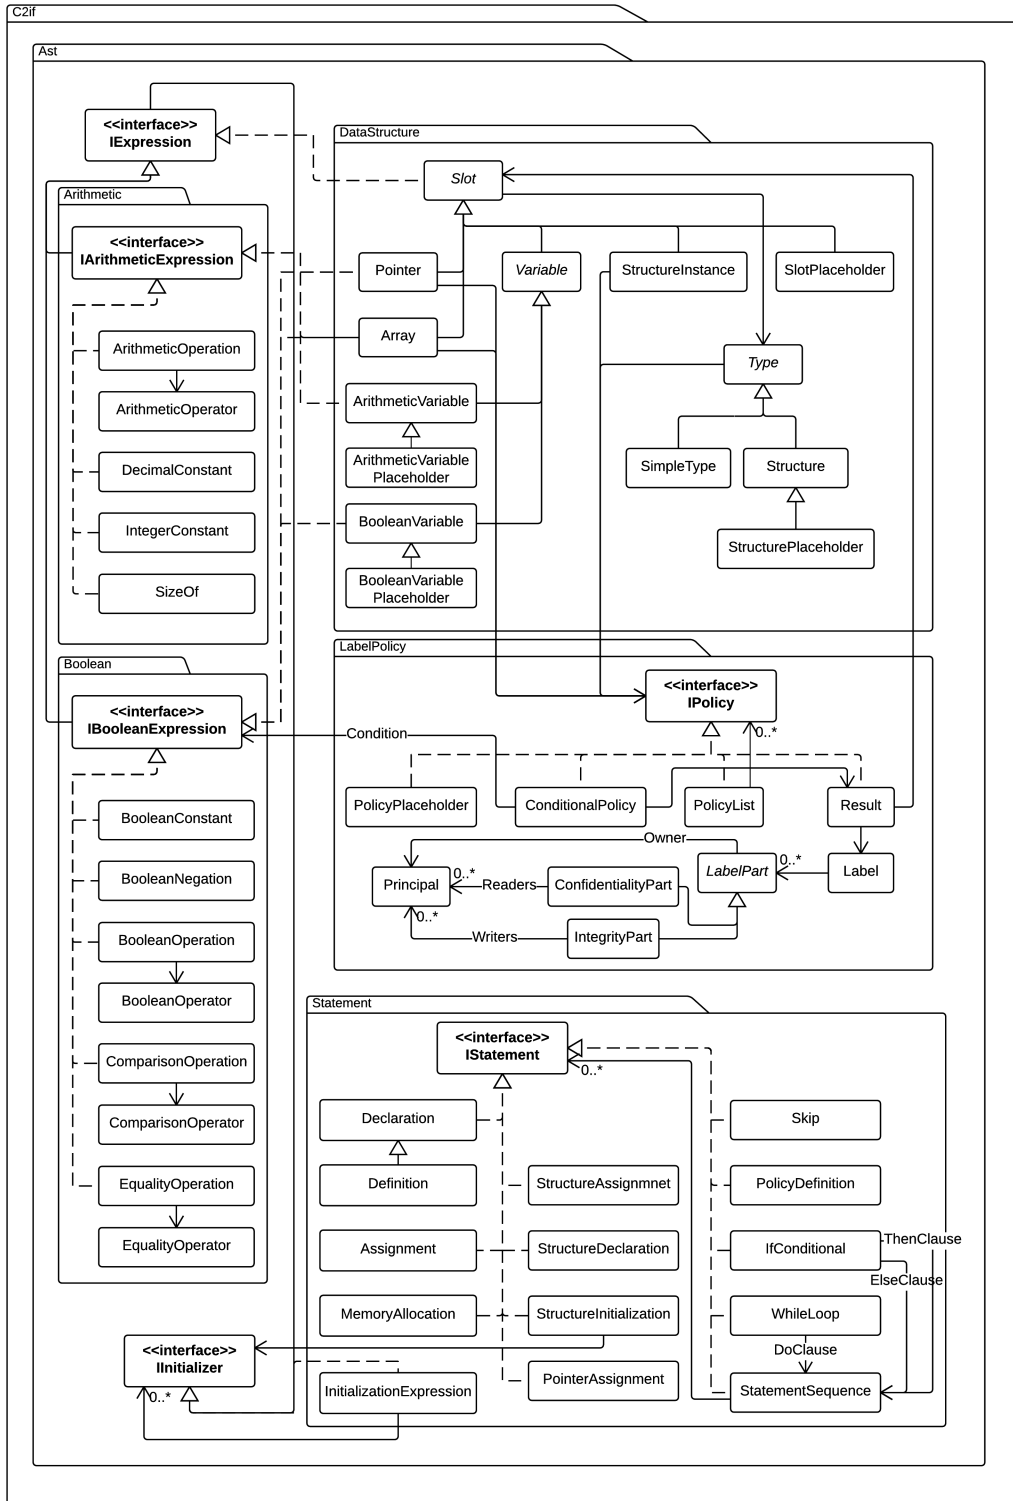 C2if
Ast
<<interface>>
IExpression
Arithmetic
<<interface>>
IArithmeticExpression
ArithmeticOperation
ArithmeticOperator
DecimalConstant
IntegerConstant
SizeOf
Boolean
<<interface>>
IBooleanExpression
BooleanConstant
BooleanNegation
BooleanOperation
BooleanOperator
ComparisonOperation
ComparisonOperator
EqualityOperation
EqualityOperator
<<interface>>
IInitializer
0..*
DataStructure
Slot
Pointer
Variable
StructureInstance
SlotPlaceholder
Array
Type
ArithmeticVariable
ArithmeticVariable
Placeholder
SimpleType
Structure
BooleanVariable
StructurePlaceholder
BooleanVariable
Placeholder
LabelPolicy
<<interface>>
IPolicy
0..*
Condition
PolicyPlaceholder
ConditionalPolicy
PolicyList
Result
Owner
LabelPart
0..*
Label
Principal
0..*
Readers
ConfidentialityPart
0..*
Writers
IntegrityPart
Statement
<<interface>>
IStatement
0..*
Declaration
Skip
Definition
StructureAssignmnet
PolicyDefinition
Assignment
StructureDeclaration
IfConditional
ThenClause
ElseClause
MemoryAllocation
StructureInitialization
WhileLoop
DoClause
InitializationExpression
PointerAssignment
StatementSequence